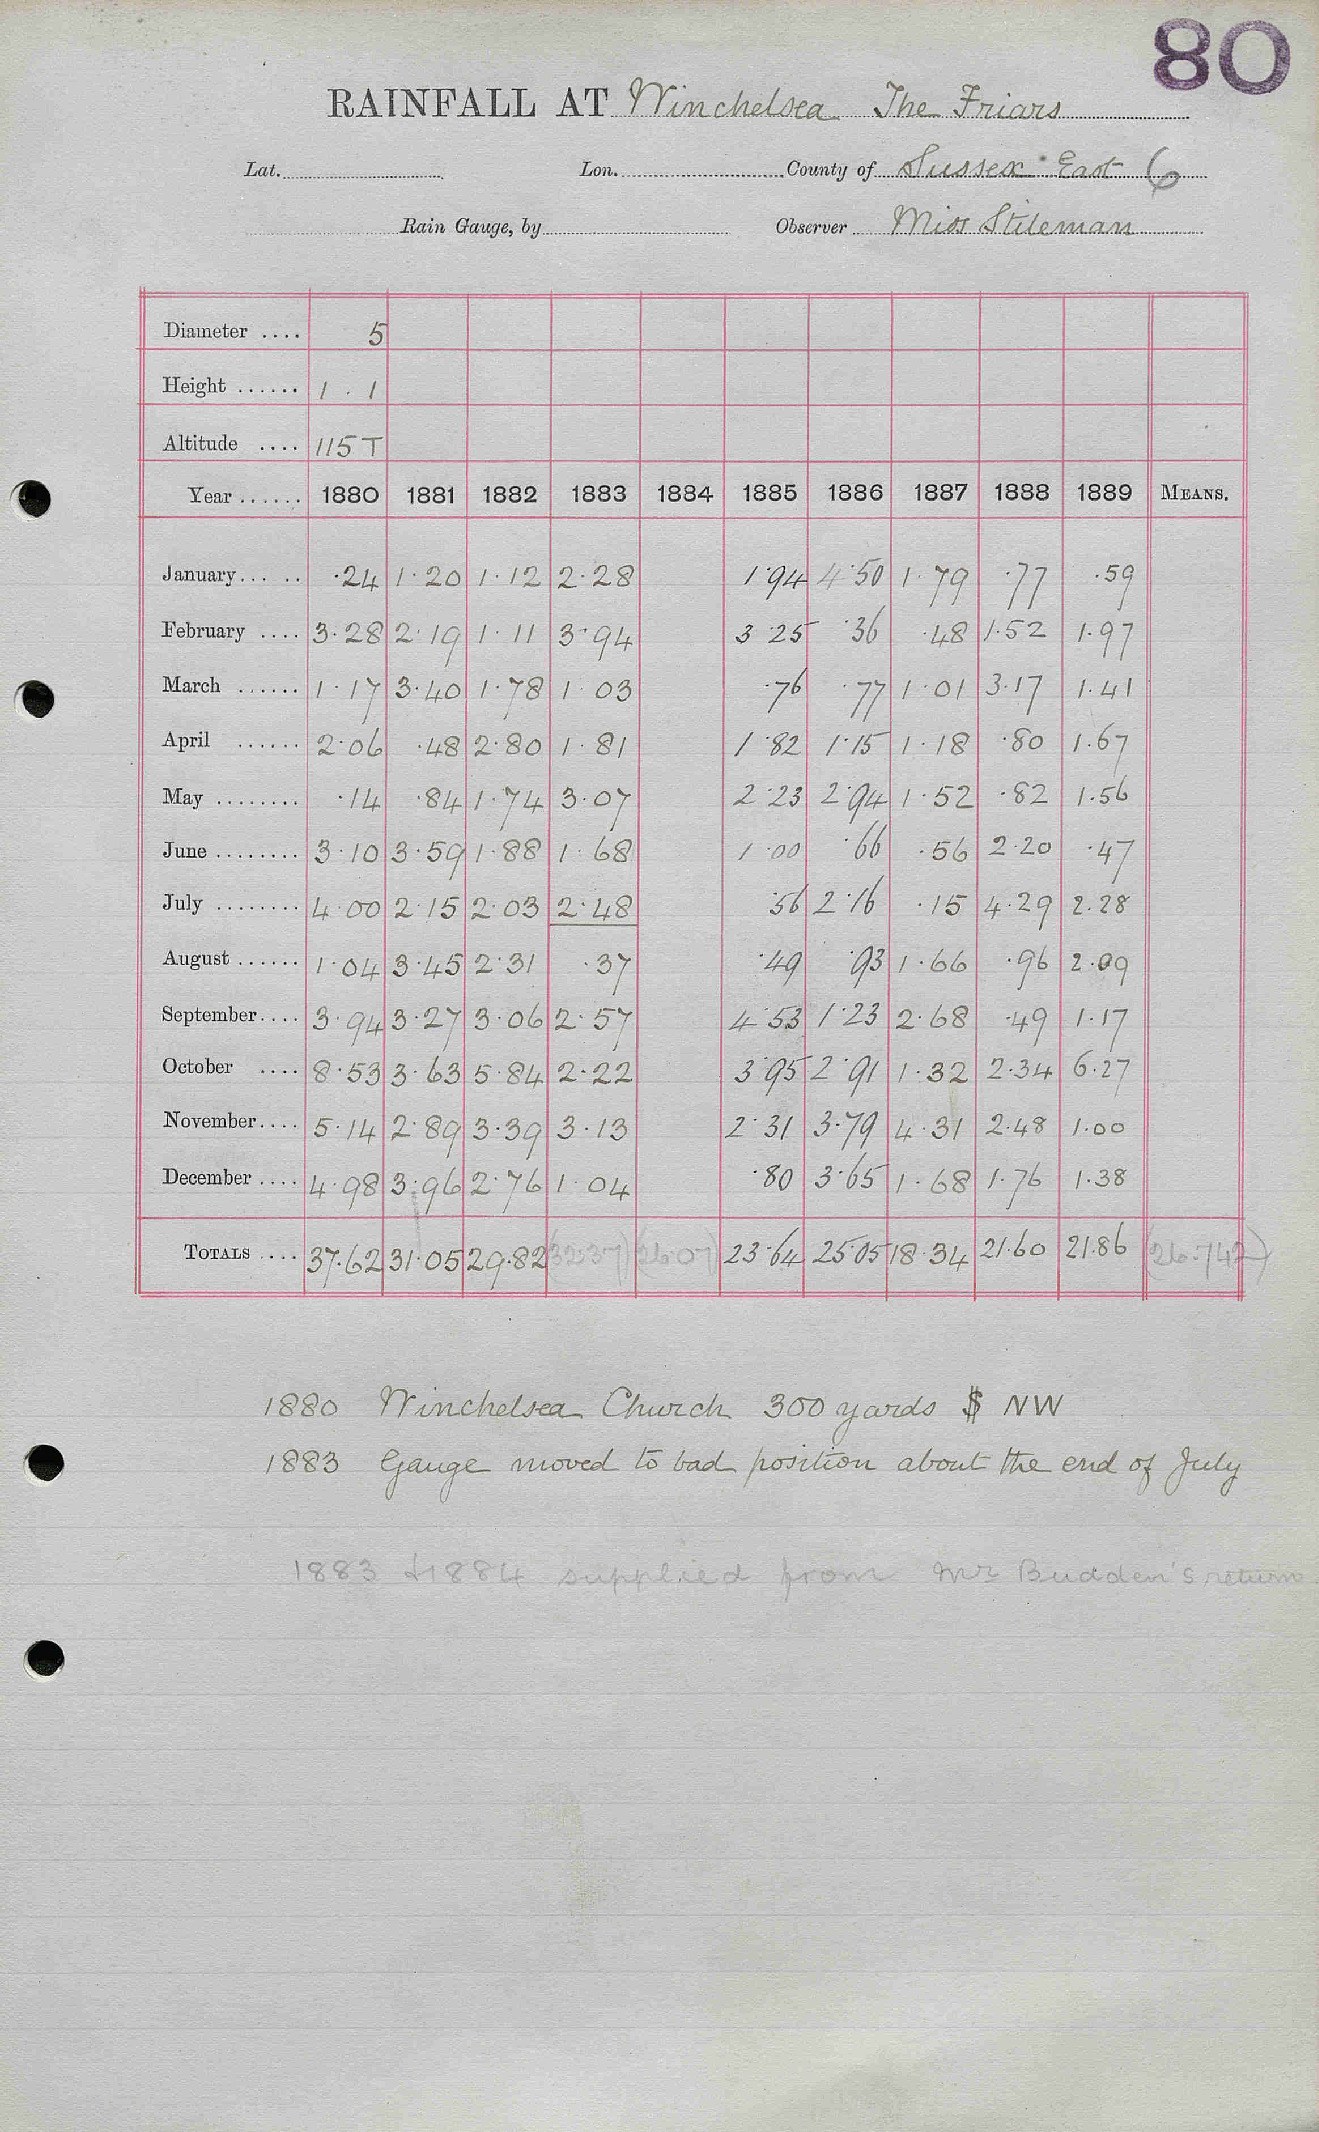 80
RAINFALL AT Winchelsea The Friars
Lat. Lon. County of Sussex East 6
Rain Gauge, by Observer Miss Stileman
Diameter .... 5
Height ...... 1 . 1
Altitude .... 115 T
Year ...... 1880 1881 1882 1883 1884 1885 1886 1887 1888 1889 MEANS.
January... .. ·24 1·20 1·12 2·28 1·94 4·50 1·79 ·77 ·59
February .... 3·28 2·19 1·11 3·94 3·25 ·36 ·48 1·52 1·97
March ...... 1·17 3·40 1·78 1·03 ·76 ·77 1·01 3·17 1·41
April ...... 2·06 ·48 2·80 1·81 1·82 1·15 1·18 ·80 1·67
May ........ ·14 ·84 1·74 3·07 2·23 2·94 1·52 ·82 1·56
June ........ 3·10 3·59 1·88 1·68 1·00 ·66 ·56 2·20 ·47
July ........ 4·00 2·15 2·03 2·48 ·56 2·16 ·15 4·29 2·28
August ...... 1·04 3·45 2·31 ·37 ·49 ·93 1·66 ·96 2·09
September.... 3·94 3·27 3·06 2·57 4·53 1·23 2·68 ·49 1·17
October .... 8·53 3·63 5·84 2·22 3·95 2·91 1·32 2·34 6·27
November.... 5·14 2·89 3·39 3·13 2·31 3·79 4·31 2·48 1·00
December .... 4·98 3·96 2·76 1·04 ·80 3·65 1·68 1·76 1·38
TOTALS .... 37·62 31·05 29·82 (32·37) (26·07) 23·64 25·05 18·34 21·60 21·86 (26·742)
1880 Winchelsea Church 300 yards NW
1883 Gauge moved to bad position about the end of July
1883 & 1884 supplied from Mr Budden's return